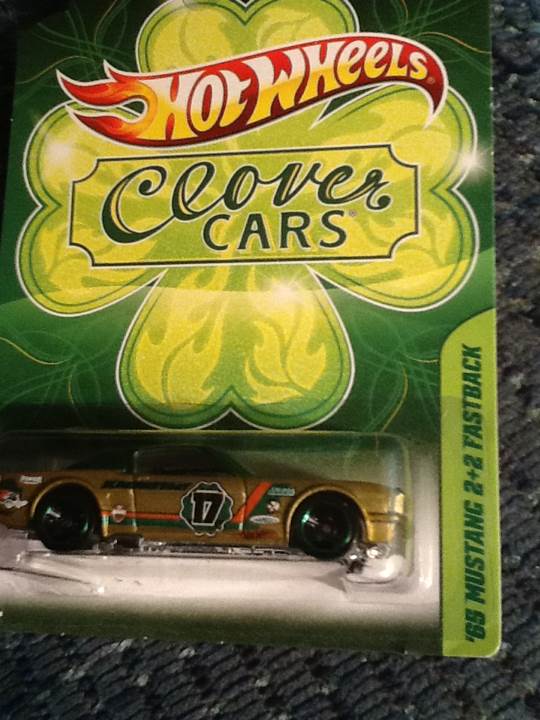 HOT WHEELS®
Clover
CARS®
'65 MUSTANG 2+2 FASTBACK
17